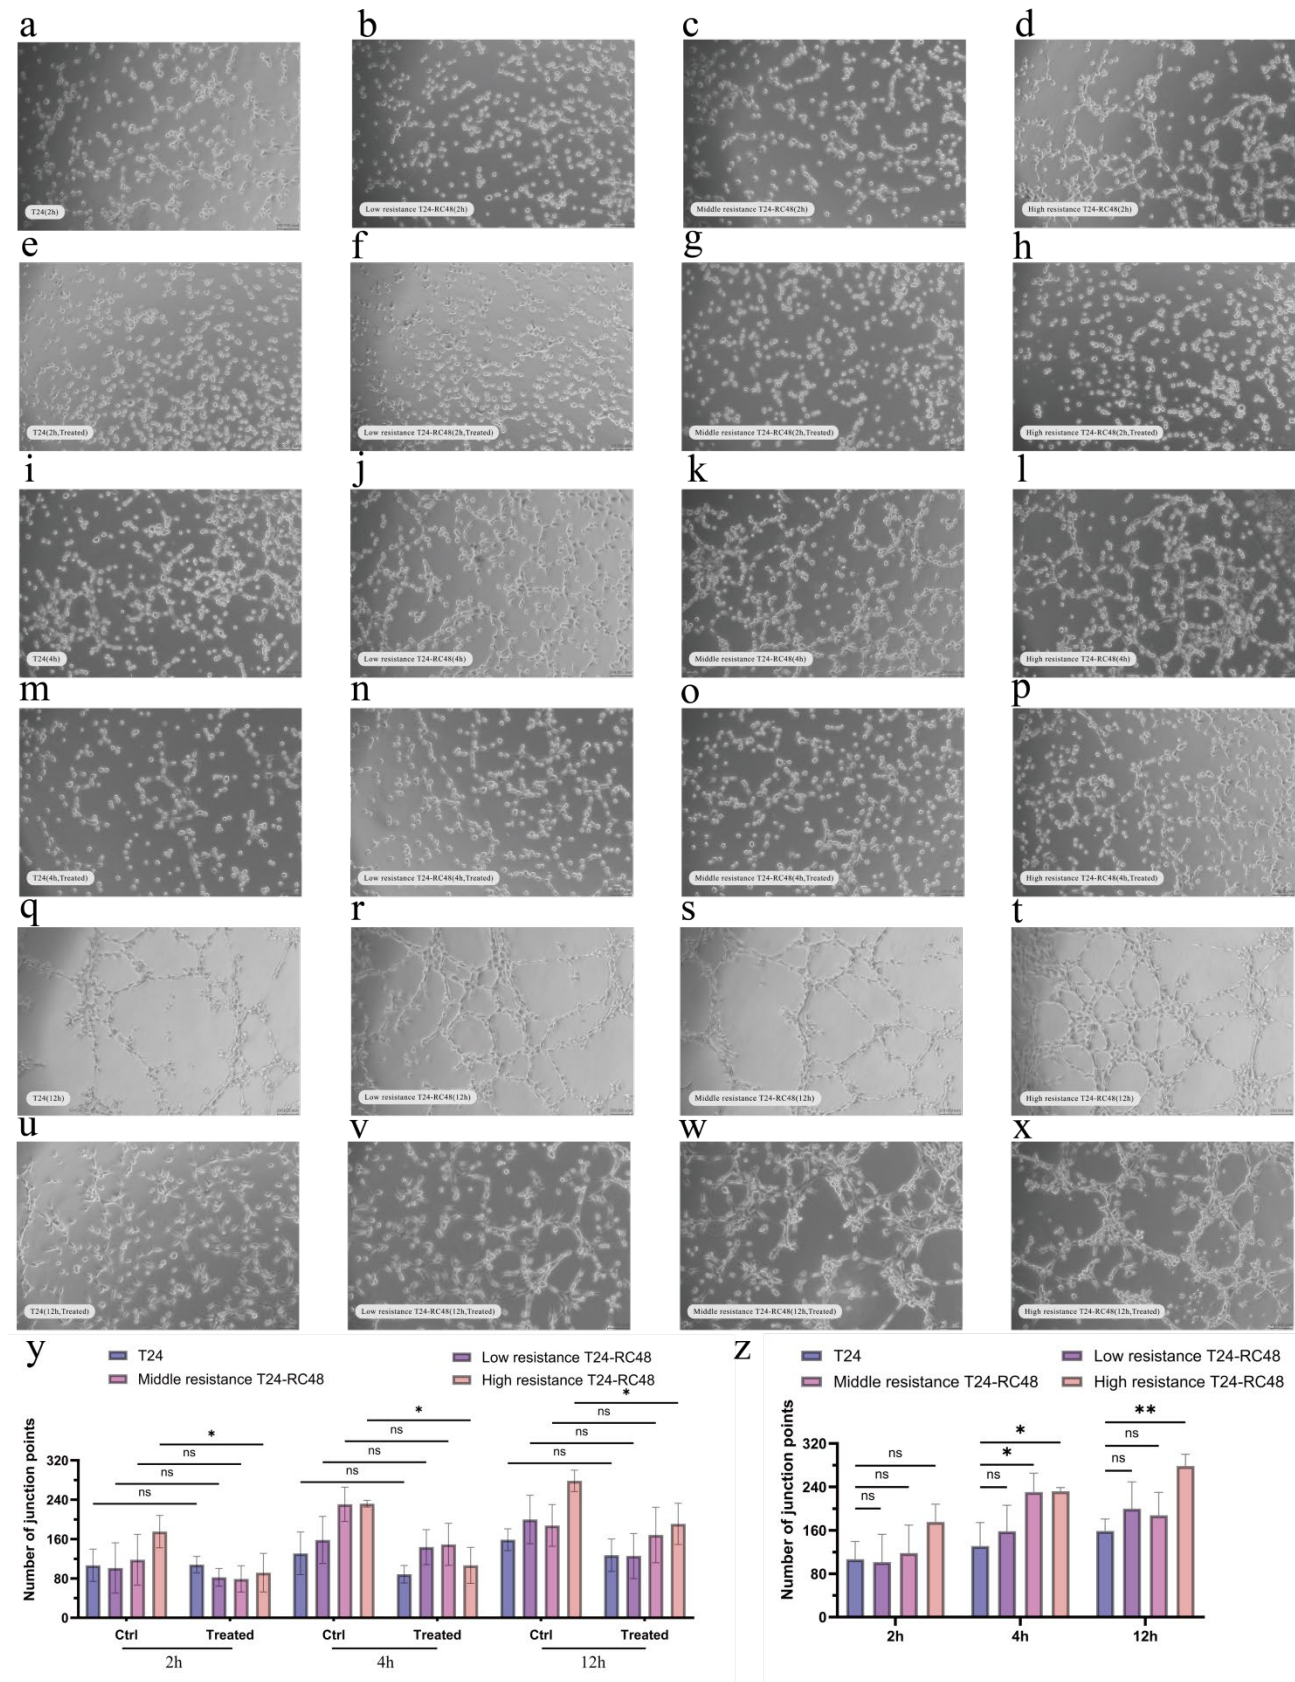 a b c d
T24(2h) Low resistance T24-RC48(2h) Middle resistance T24-RC48(2h) High resistance T24-RC48(2h)
e f g h
T24(2h,Treated) Low resistance T24-RC48(2h,Treated) Middle resistance T24-RC48(2h,Treated) High resistance T24-RC48(2h,Treated)
i j k l
T24(4h) Low resistance T24-RC48(4h) Middle resistance T24-RC48(4h) High resistance T24-RC48(4h)
m n o p
T24(4h,Treated) Low resistance T24-RC48(4h,Treated) Middle resistance T24-RC48(4h,Treated) High resistance T24-RC48(4h,Treated)
q r s t
T24(12h) Low resistance T24-RC48(12h) Middle resistance T24-RC48(12h) High resistance T24-RC48(12h)
u v w x
T24(12h,Treated) Low resistance T24-RC48(12h,Treated) Middle resistance T24-RC48(12h,Treated) High resistance T24-RC48(12h,Treated)
y
T24 Low resistance T24-RC48
Middle resistance T24-RC48 High resistance T24-RC48
Number of junction points
320
240
160
80
0
* ns ns ns
* ns ns ns
* ns ns ns
Ctrl Treated Ctrl Treated Ctrl Treated
2h 4h 12h
z
T24 Low resistance T24-RC48
Middle resistance T24-RC48 High resistance T24-RC48
Number of junction points
320
240
160
80
0
ns ns ns
* * ns
** ns ns
2h 4h 12h